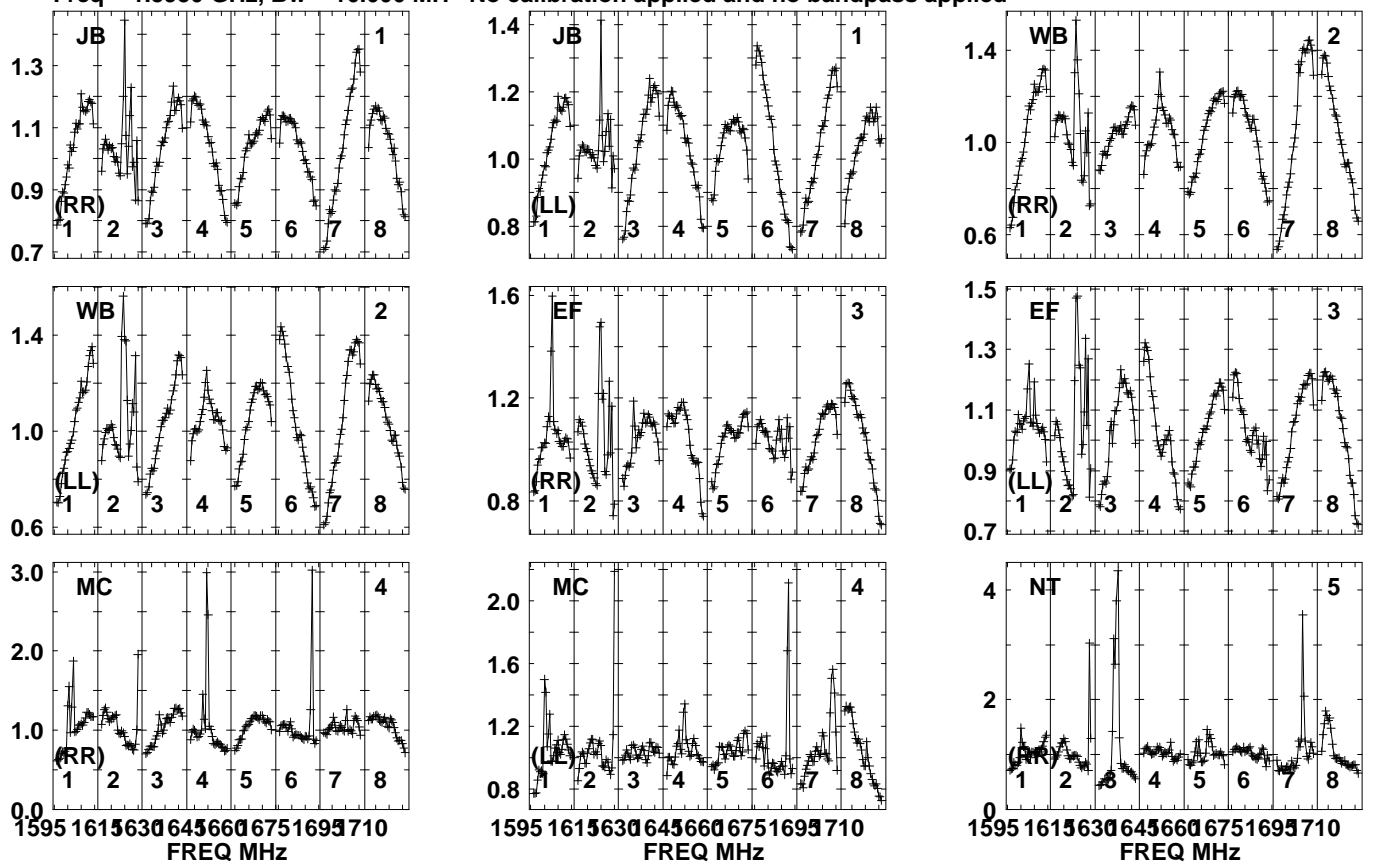 No calibration applied and no bandpass applied
JB 1 JB 1 WB 2
1.3 1.4 1.4
1.1 1.2 1.0
0.9 1.0 0.6
0.7 0.8
(RR) (LL) (RR)
1 2 3 4 5 6 7 8 1 2 3 4 5 6 7 8 1 2 3 4 5 6 7 8
WB 2 EF 3 EF 3
1.4 1.6 1.5
1.0 1.2 1.3
0.6 0.8 1.1
0.9
0.7
(LL) (RR) (LL)
1 2 3 4 5 6 7 8 1 2 3 4 5 6 7 8 1 2 3 4 5 6 7 8
MC 4 MC 4 NT 5
3.0 2.0 4
2.0 1.6 2
1.0 1.2 0
0.0 0.8
(RR) (LL) (RR)
1 2 3 4 5 6 7 8 1 2 3 4 5 6 7 8 1 2 3 4 5 6 7 8
1595 1615 1630 1645 1660 1675 1695 1710 1595 1615 1630 1645 1660 1675 1695 1710 1595 1615 1630 1645 1660 1675 1695 1710
FREQ MHz FREQ MHz FREQ MHz